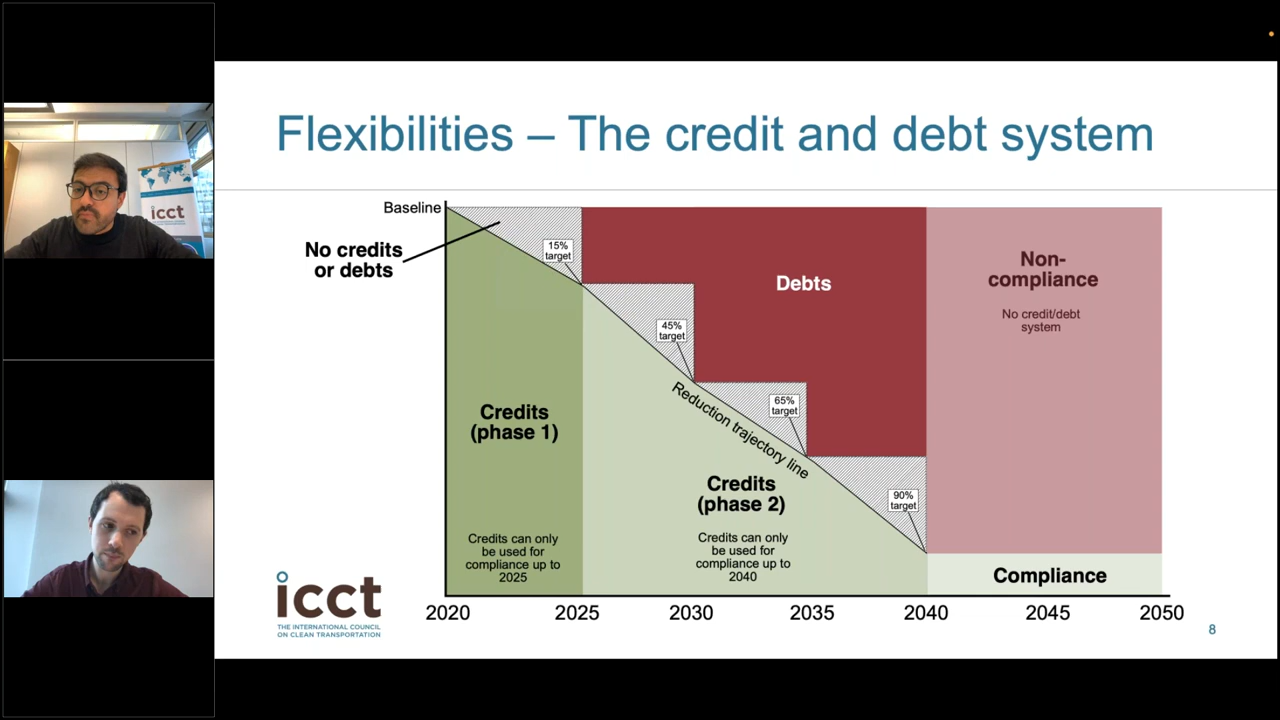 Flexibilities – The credit and debt system
Baseline
No credits
or debts
15%
target
45%
target
65%
target
90%
target
Debts
Non-
compliance
No credit/debt
system
Reduction trajectory line
Credits
(phase 1)
Credits can only
be used for
compliance up to
2025
Credits
(phase 2)
Credits can only
be used for
compliance up to
2040
Compliance
2020
2025
2030
2035
2040
2045
2050
icct
THE INTERNATIONAL COUNCIL
ON CLEAN TRANSPORTATION
8
icct